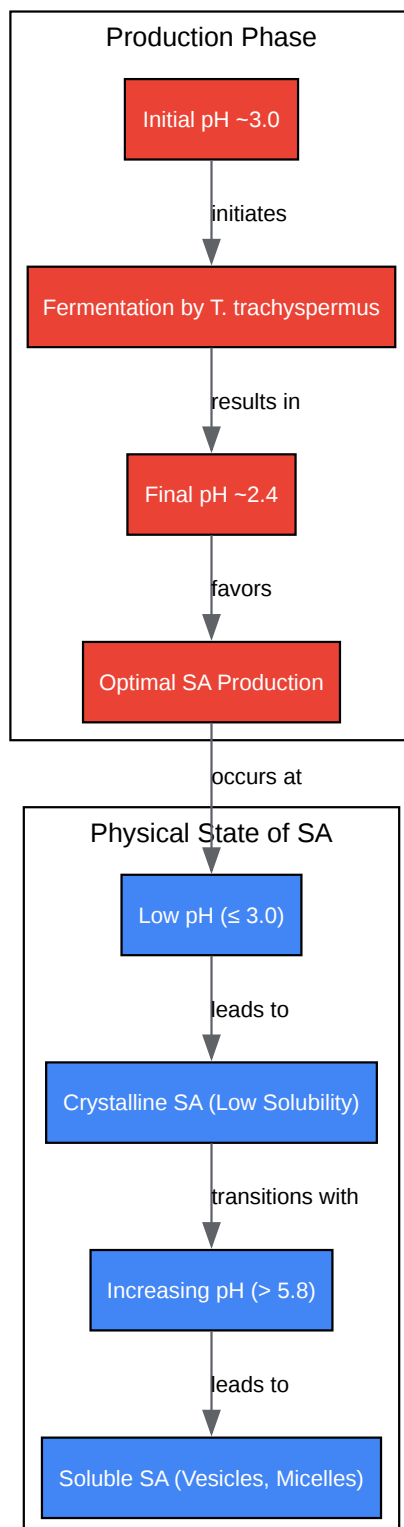 Production Phase
Initial pH ~3.0
initiates
Fermentation by T. trachyspermus
results in
Final pH ~2.4
favors
Optimal SA Production
occurs at
Physical State of SA
Low pH (≤ 3.0)
leads to
Crystalline SA (Low Solubility)
transitions with
Increasing pH (> 5.8)
leads to
Soluble SA (Vesicles, Micelles)